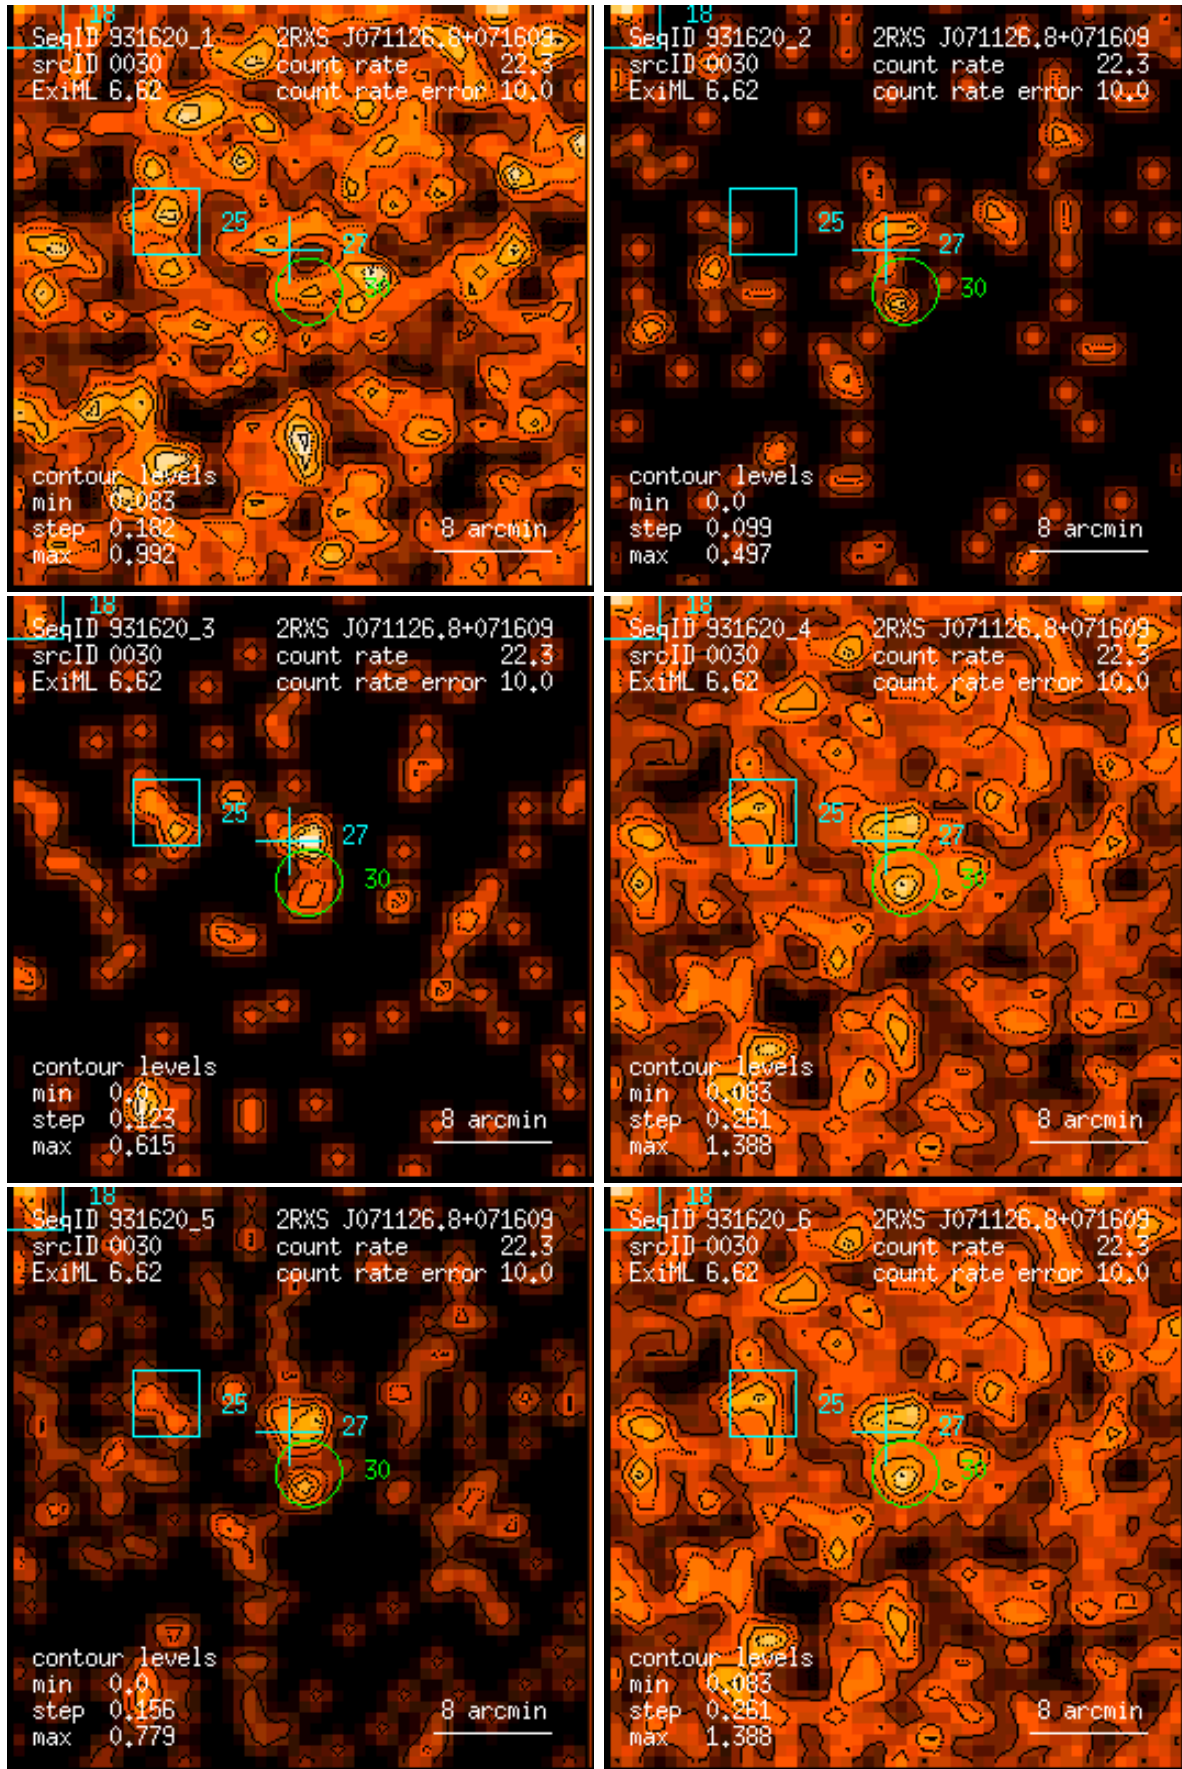 18
SeqID 931620_1 2RXS J071126.8+071609
srcID 0030 count rate 22.3
ExiML 6.62 count rate error 10.0
25
27
30
contour levels
min 0.083
step 0.182
max 0.992
8 arcmin
18
SeqID 931620_2 2RXS J071126.8+071609
srcID 0030 count rate 22.3
ExiML 6.62 count rate error 10.0
25
27
30
contour levels
min 0.0
step 0.099
max 0.497
8 arcmin
18
SeqID 931620_3 2RXS J071126.8+071609
srcID 0030 count rate 22.3
ExiML 6.62 count rate error 10.0
25
27
30
contour levels
min 0.0
step 0.123
max 0.615
8 arcmin
18
SeqID 931620_4 2RXS J071126.8+071609
srcID 0030 count rate 22.3
ExiML 6.62 count rate error 10.0
25
27
30
contour levels
min 0.083
step 0.261
max 1.388
8 arcmin
18
SeqID 931620_5 2RXS J071126.8+071609
srcID 0030 count rate 22.3
ExiML 6.62 count rate error 10.0
25
27
30
contour levels
min 0.0
step 0.156
max 0.779
8 arcmin
18
SeqID 931620_6 2RXS J071126.8+071609
srcID 0030 count rate 22.3
ExiML 6.62 count rate error 10.0
25
27
30
contour levels
min 0.083
step 0.261
max 1.388
8 arcmin